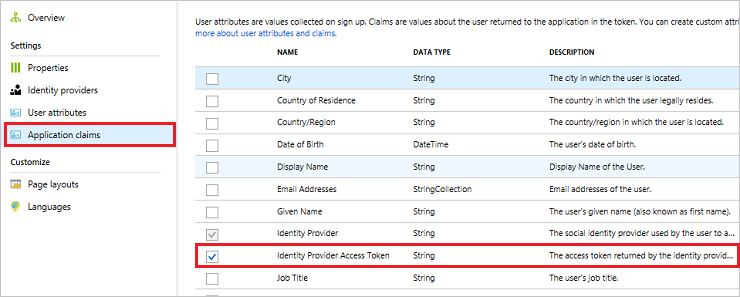 Overview
Settings
Properties
Identity providers
User attributes
Application claims
Customize
Page layouts
Languages
User attributes are values collected on sign up. Claims are values about the user returned to the application in the token. You can create custom attri
more about user attributes and claims.
NAME DATA TYPE DESCRIPTION
City String The city in which the user is located.
Country of Residence String The country in which the user legally resides.
Country/Region String The country/region in which the user is located.
Date of Birth DateTime The user's date of birth.
Display Name String Display Name of the User.
Email Addresses StringCollection Email addresses of the user.
Given Name String The user's given name (also known as first name).
Identity Provider String The social identity provider used by the user to a...
Identity Provider Access Token String The access token returned by the identity provid...
Job Title String The user's job title.